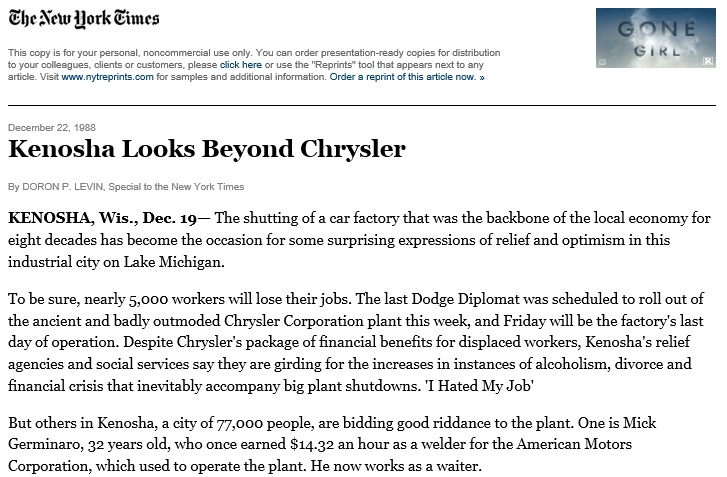 The New York Times
GONE
GIRL
This copy is for your personal, noncommercial use only. You can order presentation-ready copies for distribution
to your colleagues, clients or customers, please click here or use the "Reprints" tool that appears next to any
article. Visit www.nytreprints.com for samples and additional information. Order a reprint of this article now. »
December 22, 1988
Kenosha Looks Beyond Chrysler
By DORON P. LEVIN, Special to the New York Times
KENOSHA, Wis., Dec. 19— The shutting of a car factory that was the backbone of the local economy for
eight decades has become the occasion for some surprising expressions of relief and optimism in this
industrial city on Lake Michigan.
To be sure, nearly 5,000 workers will lose their jobs. The last Dodge Diplomat was scheduled to roll out of
the ancient and badly outmoded Chrysler Corporation plant this week, and Friday will be the factory's last
day of operation. Despite Chrysler's package of financial benefits for displaced workers, Kenosha's relief
agencies and social services say they are girding for the increases in instances of alcoholism, divorce and
financial crisis that inevitably accompany big plant shutdowns. 'I Hated My Job'
But others in Kenosha, a city of 77,000 people, are bidding good riddance to the plant. One is Mick
Germinaro, 32 years old, who once earned $14.32 an hour as a welder for the American Motors
Corporation, which used to operate the plant. He now works as a waiter.